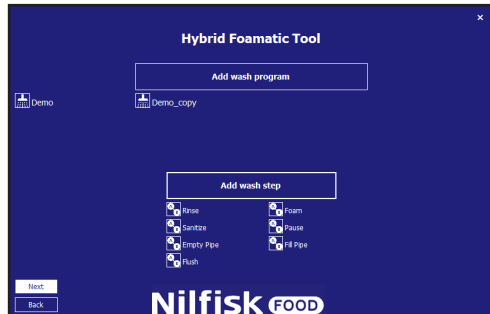 ×
Hybrid Foamatic Tool
Add wash program
Demo Demo_copy
Add wash step
Rinse Foam
Sanitize Pause
Empty Pipe Fill Pipe
Flush
Next
Back
Nilfisk FOOD